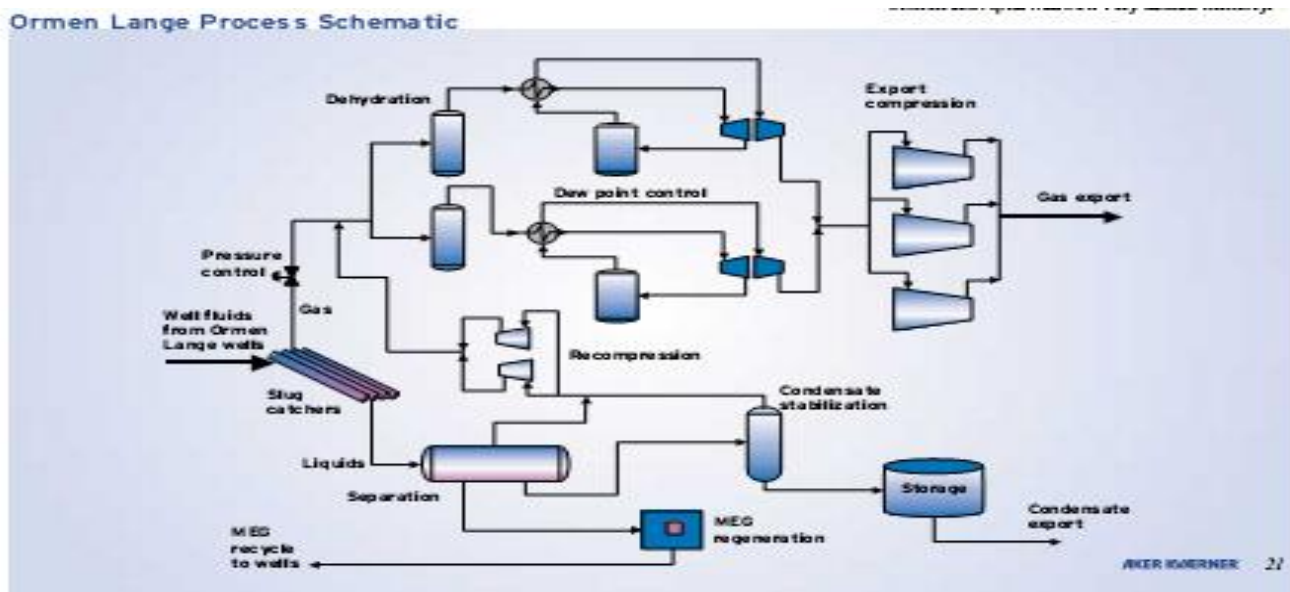 Ormen Lange Process Schematic
Dehydration
Export
compression
Dew point control
Gas export
Pressure
control
Gas
Well fluids
from Ormen
Lange wells
Recompression
Slug
catchers
Condensate
stabilization
Liquids
Separation
Storage
MEG
regeneration
Condensate
export
MEG
recycle
to wells
AKER KVÆRNER 21